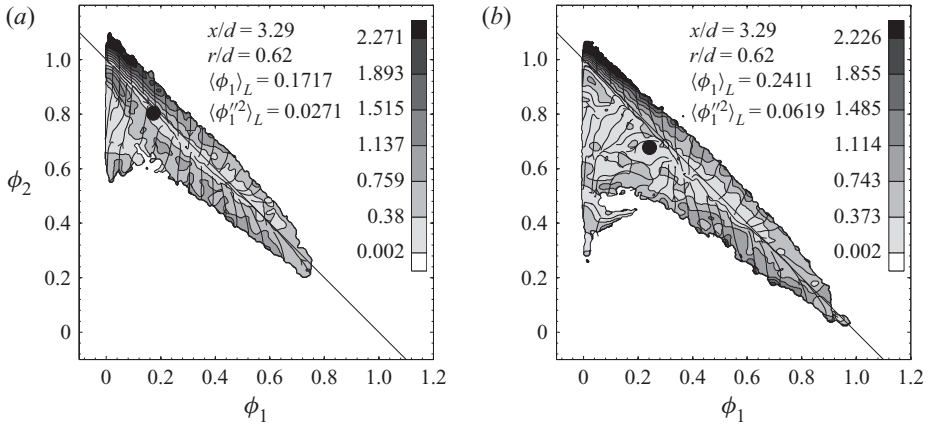 (a)
x/d = 3.29
r/d = 0.62
⟨ϕ₁⟩_L = 0.1717
⟨ϕ₁″²⟩_L = 0.0271
2.271
1.893
1.515
1.137
0.759
0.38
0.002
1.0
0.8
0.6
0.4
0.2
0
ϕ₂
0 0.2 0.4 0.6 0.8 1.0 1.2
ϕ₁
(b)
x/d = 3.29
r/d = 0.62
⟨ϕ₁⟩_L = 0.2411
⟨ϕ₁″²⟩_L = 0.0619
2.226
1.855
1.485
1.114
0.743
0.373
0.002
1.0
0.8
0.6
0.4
0.2
0
0 0.2 0.4 0.6 0.8 1.0 1.2
ϕ₁